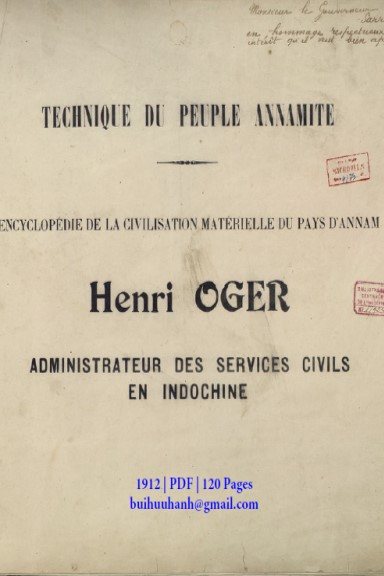 Monsieur le Gouverneur
en hommage respectueux
TECHNIQUE DU PEUPLE ANNAMITE
ENCYCLOPÉDIE DE LA CIVILISATION MATÉRIELLE DU PAYS D'ANNAM
Henri OGER
ADMINISTRATEUR DES SERVICES CIVILS
EN INDOCHINE
1912 | PDF | 120 Pages
buihuuhanh@gmail.com